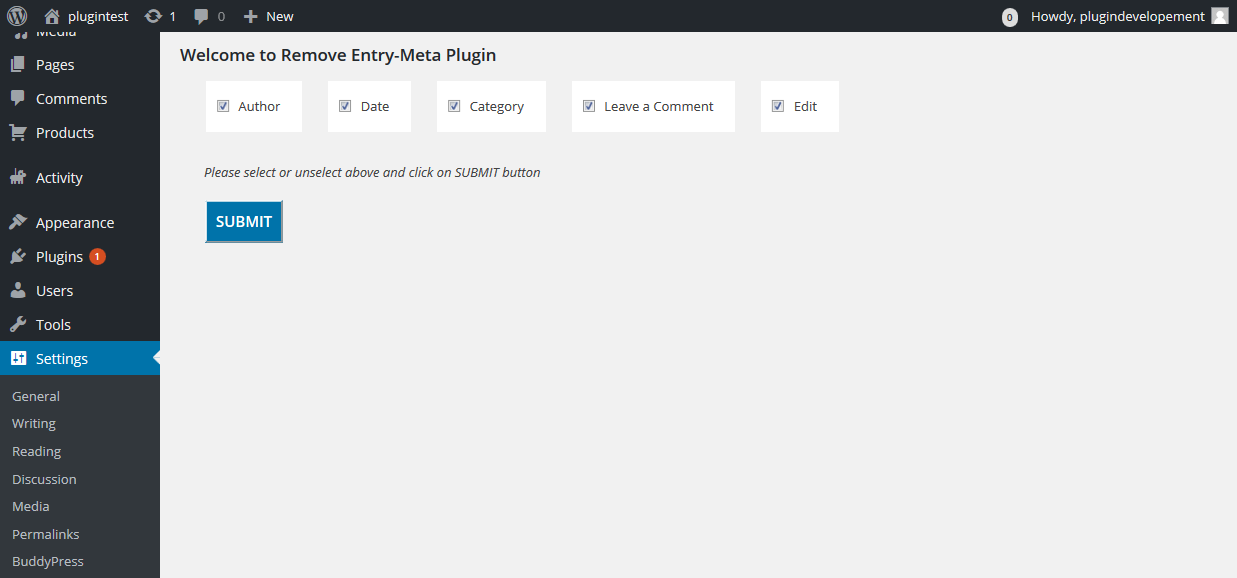 plugintest 1 0 New 0 Howdy, plugindevelopement
Media
Pages
Comments
Products
Activity
Appearance
Plugins 1
Users
Tools
Settings
General
Writing
Reading
Discussion
Media
Permalinks
BuddyPress
Welcome to Remove Entry-Meta Plugin
Author Date Category Leave a Comment Edit
Please select or unselect above and click on SUBMIT button
SUBMIT